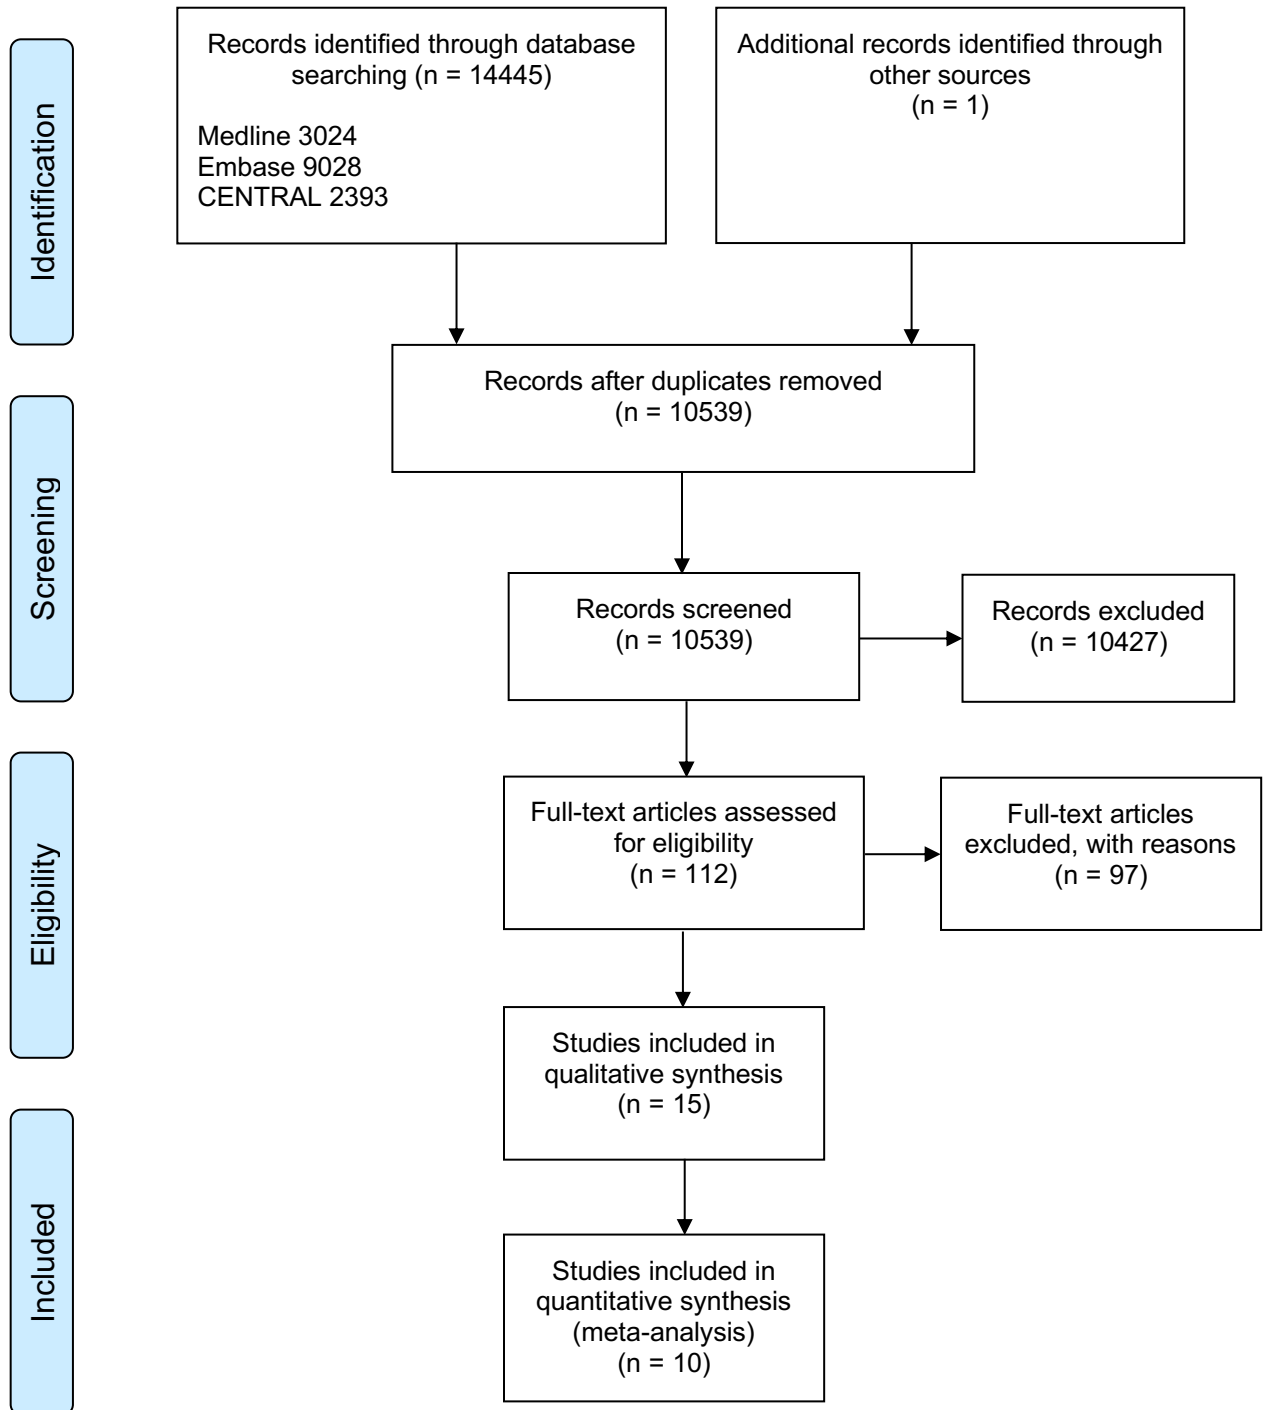 Identification
Records identified through database
searching (n = 14445)
Medline 3024
Embase 9028
CENTRAL 2393
Additional records identified through
other sources
(n = 1)
Records after duplicates removed
(n = 10539)
Screening
Records screened
(n = 10539)
Records excluded
(n = 10427)
Eligibility
Full-text articles assessed
for eligibility
(n = 112)
Full-text articles
excluded, with reasons
(n = 97)
Studies included in
qualitative synthesis
(n = 15)
Included
Studies included in
quantitative synthesis
(meta-analysis)
(n = 10)